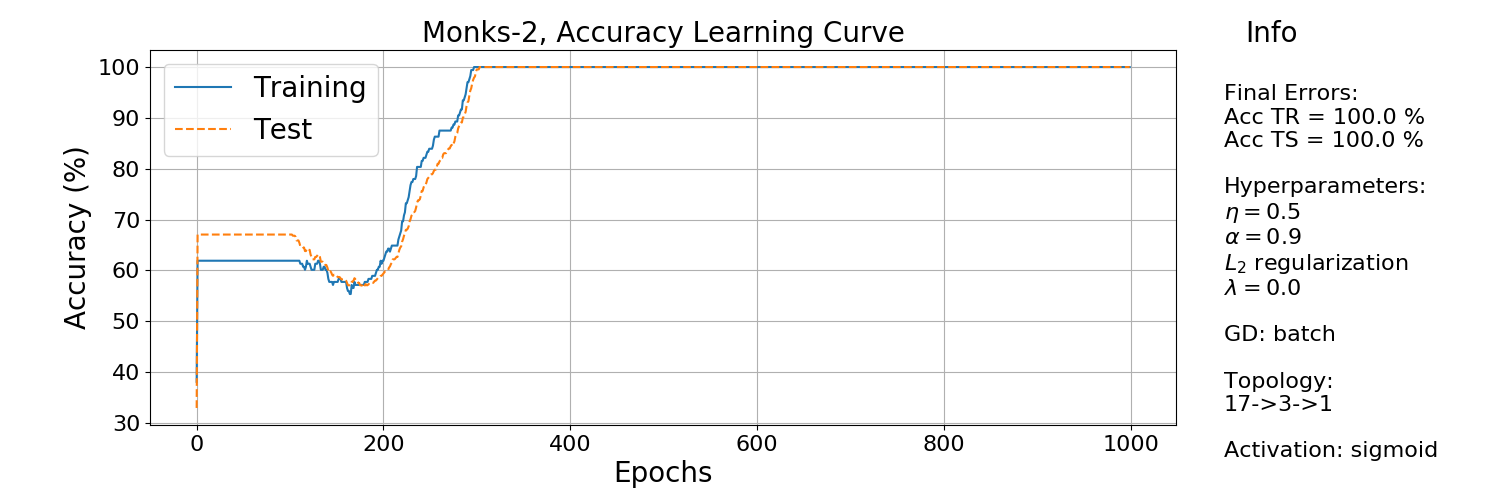 Monks-2, Accuracy Learning Curve
Accuracy (%)
100
90
80
70
60
50
40
30
Training
Test
0
200
400
600
800
1000
Epochs
Info
Final Errors:
Acc TR = 100.0 %
Acc TS = 100.0 %
Hyperparameters:
η = 0.5
α = 0.9
L₂ regularization
λ = 0.0
GD: batch
Topology:
17->3->1
Activation: sigmoid